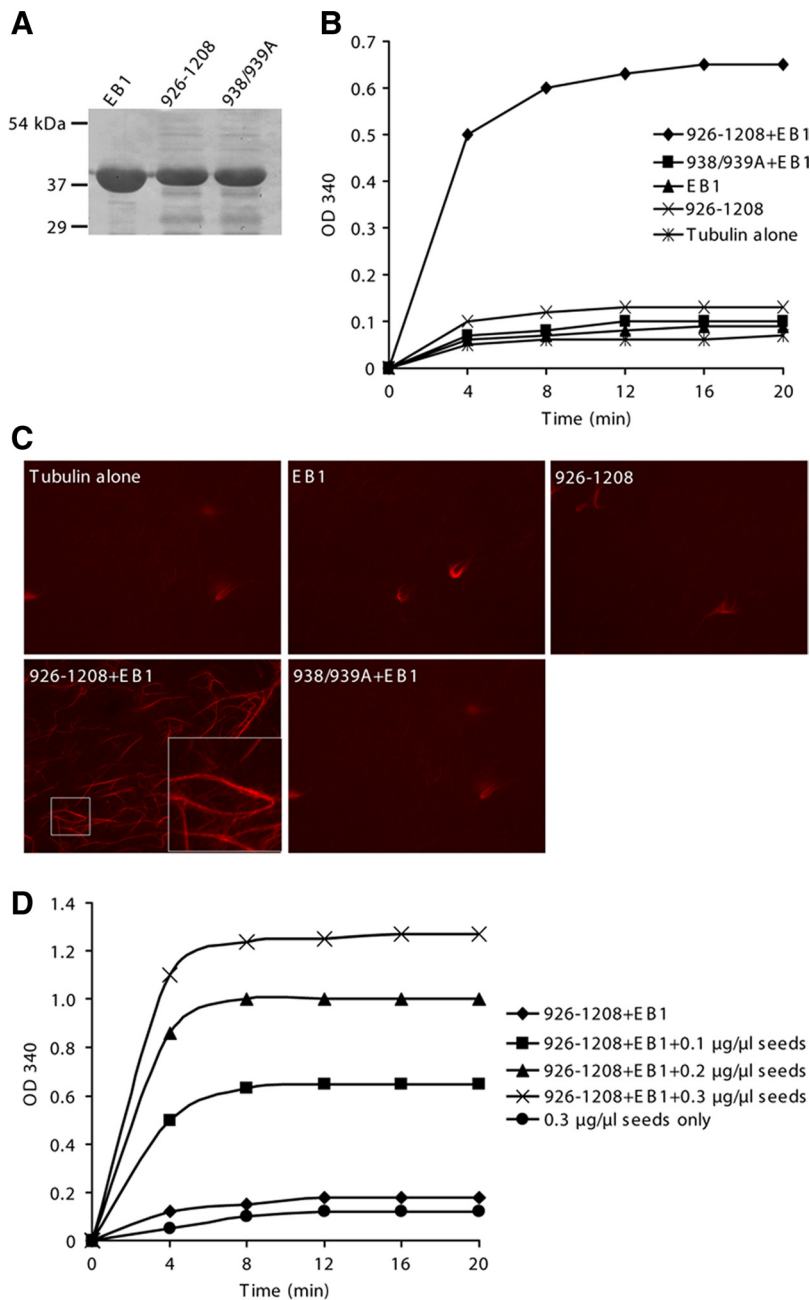 A
EB1
926-1208
938/939A
54 kDa
37
29
B
0.7
0.6
0.5
0.4
0.3
0.2
0.1
0
OD 340
926-1208+EB1
938/939A+EB1
EB1
926-1208
Tubulin alone
0
4
8
12
16
20
Time (min)
C
Tubulin alone
EB1
926-1208
926-1208+EB1
938/939A+EB1
D
1.4
1.2
1.0
0.8
0.6
0.4
0.2
0
OD 340
926-1208+EB1
926-1208+EB1+0.1 µg/µl seeds
926-1208+EB1+0.2 µg/µl seeds
926-1208+EB1+0.3 µg/µl seeds
0.3 µg/µl seeds only
0
4
8
12
16
20
Time (min)